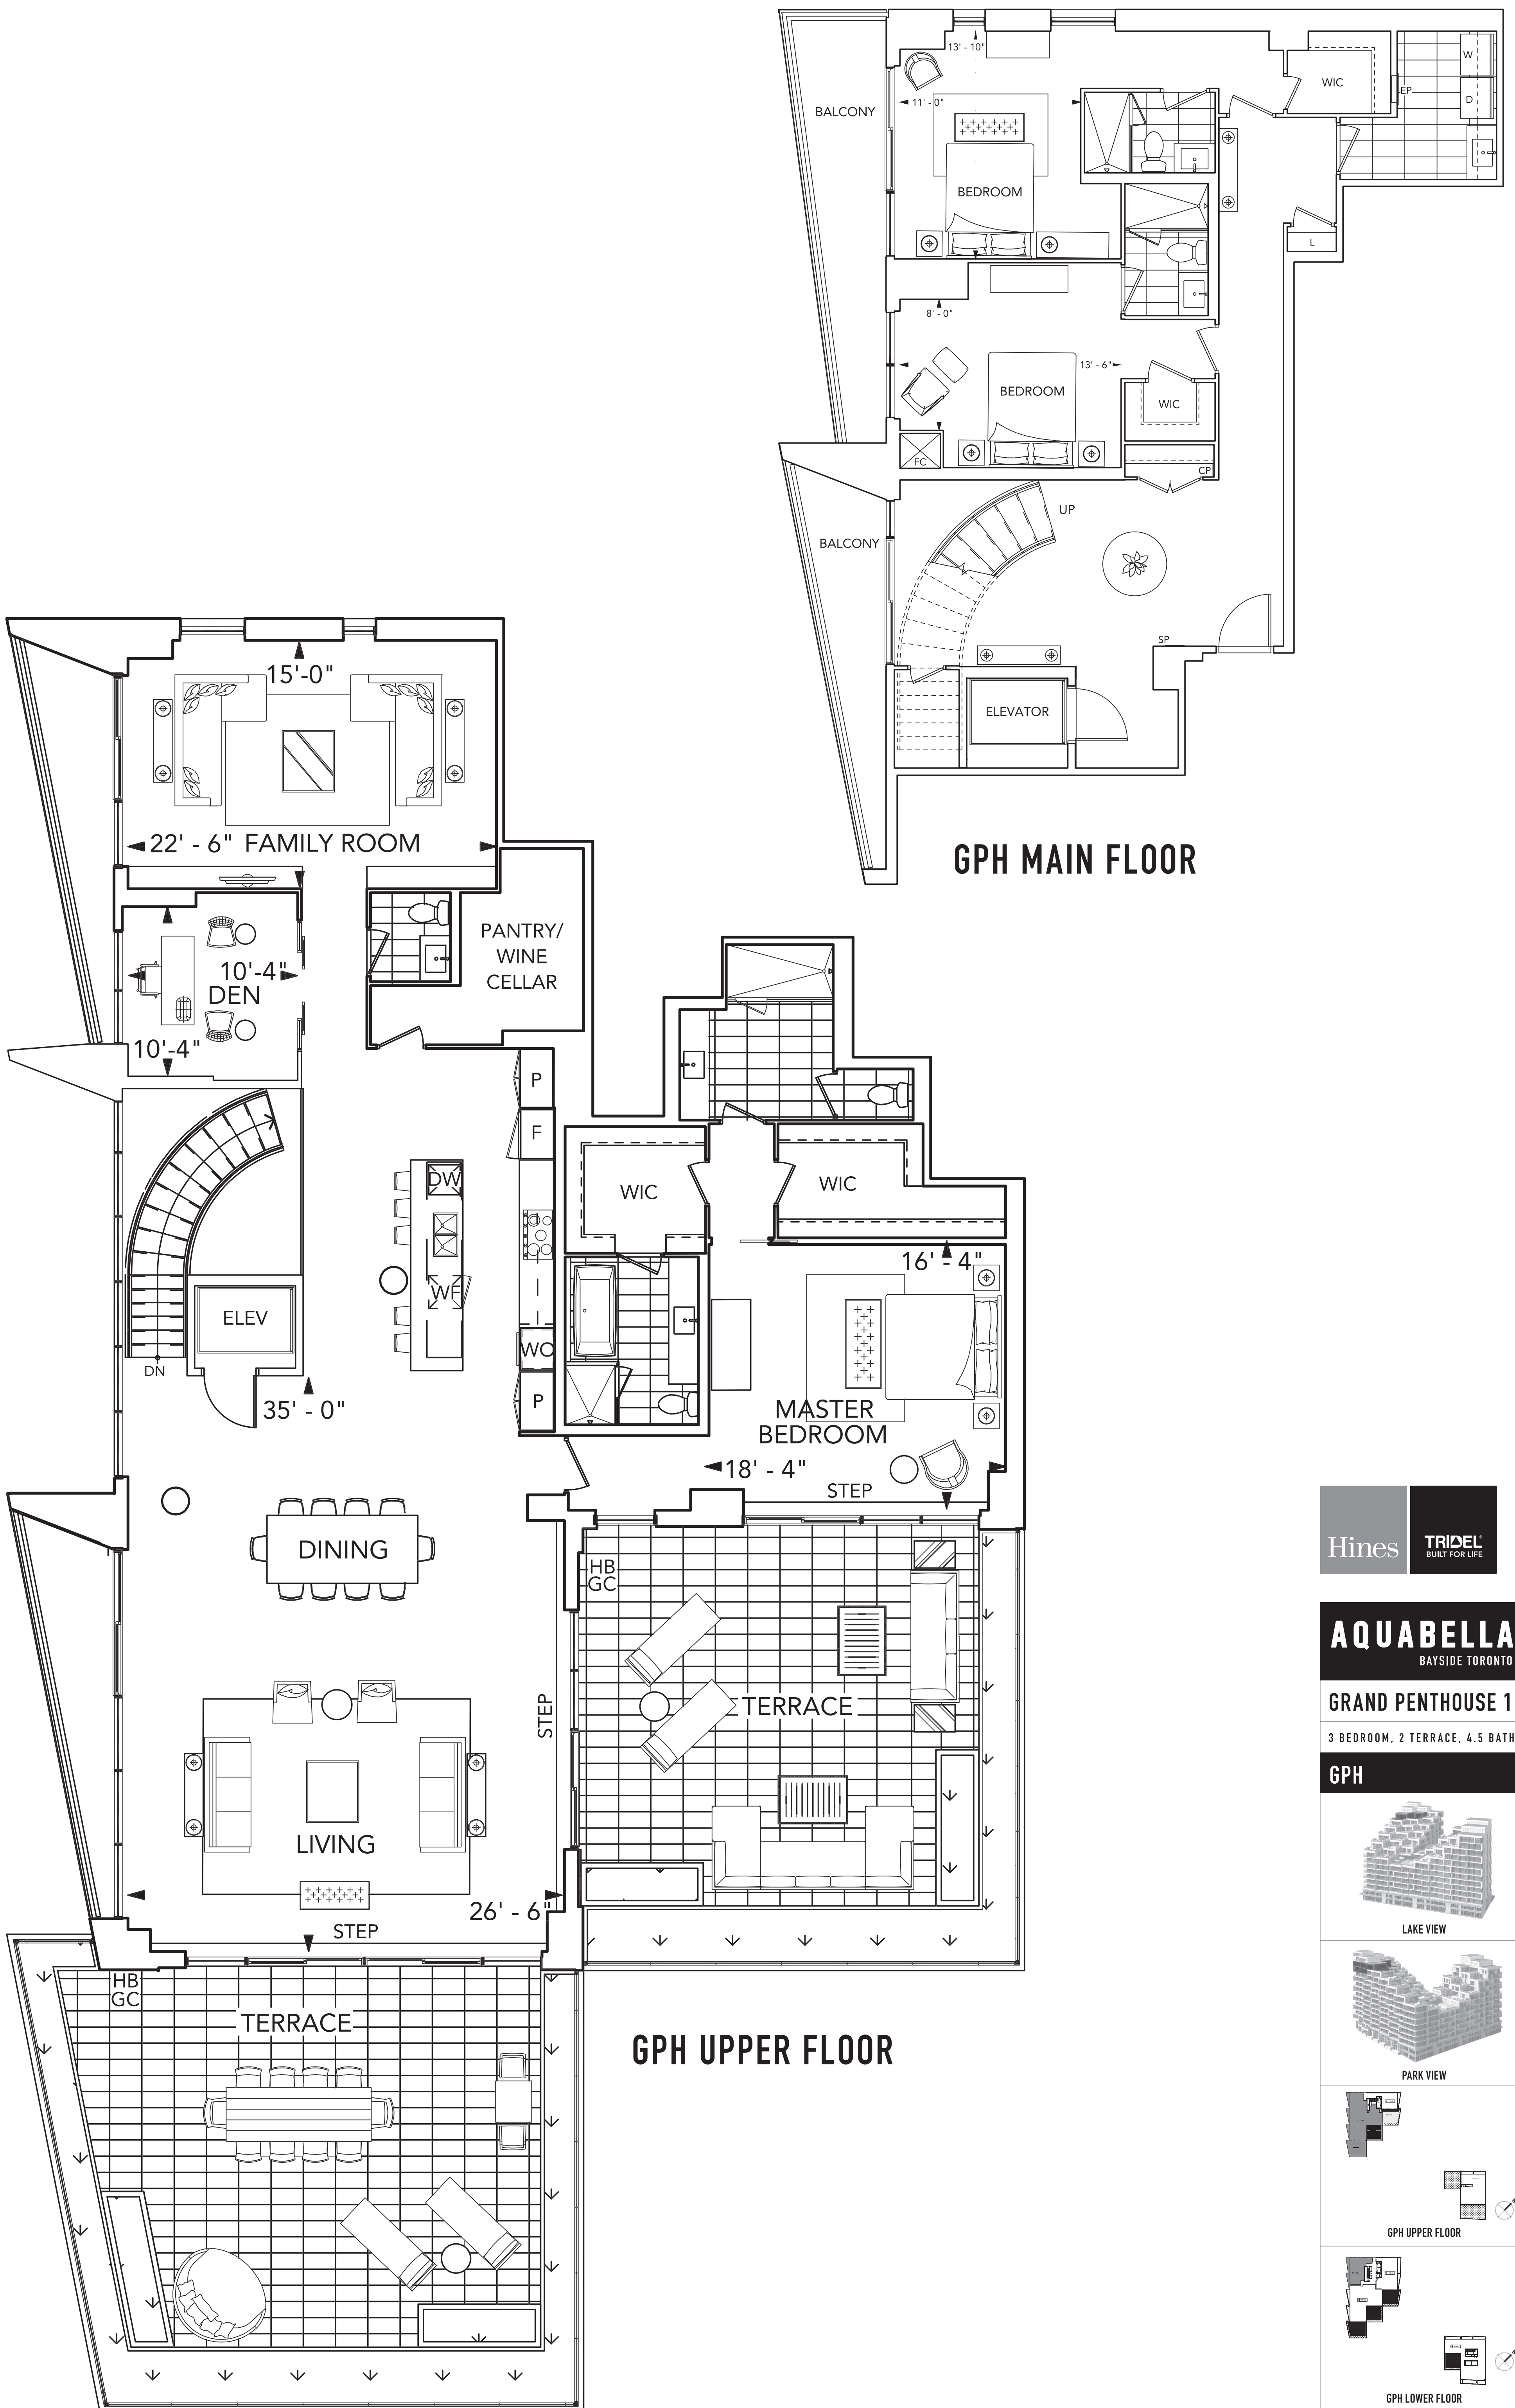 13' - 10"
WIC
W
EP
D
BALCONY
11' - 0"
BEDROOM
L
8' - 0"
13' - 6"
BEDROOM
WIC
FC
CP
UP
BALCONY
SP
ELEVATOR
GPH MAIN FLOOR
15'-0"
22' - 6" FAMILY ROOM
PANTRY/
WINE
CELLAR
10'-4"
DEN
10'-4"
P
F
DW
WIC
WIC
16' - 4"
WF
ELEV
WO
DN
P
35' - 0"
MASTER
BEDROOM
18' - 4"
STEP
DINING
HB
GC
STEP
TERRACE
LIVING
26' - 6"
STEP
HB
GC
TERRACE
GPH UPPER FLOOR
Hines
TRIDEL®
BUILT FOR LIFE
AQUABELLA
BAYSIDE TORONTO
GRAND PENTHOUSE 1
3 BEDROOM, 2 TERRACE, 4.5 BATH
GPH
LAKE VIEW
PARK VIEW
GPH UPPER FLOOR
GPH LOWER FLOOR